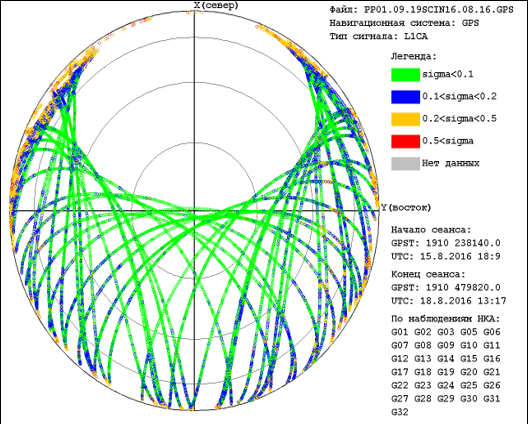 X(север)
Файл: PP01.09.19SCIN16.08.16.GPS
Навигационная система: GPS
Тип сигнала: L1CA
Легенда:
sigma<0.1
0.1<sigma<0.2
0.2<sigma<0.5
0.5<sigma
Нет данных
Y(восток)
Начало сеанса:
GPST: 1910 238140.0
UTC: 15.8.2016 18:9
Конец сеанса:
GPST: 1910 479820.0
UTC: 18.8.2016 13:17
По наблюдениям НКА:
G01 G02 G03 G05 G06
G07 G08 G09 G10 G11
G12 G13 G14 G15 G16
G17 G18 G19 G20 G21
G22 G23 G24 G25 G26
G27 G28 G29 G30 G31
G32